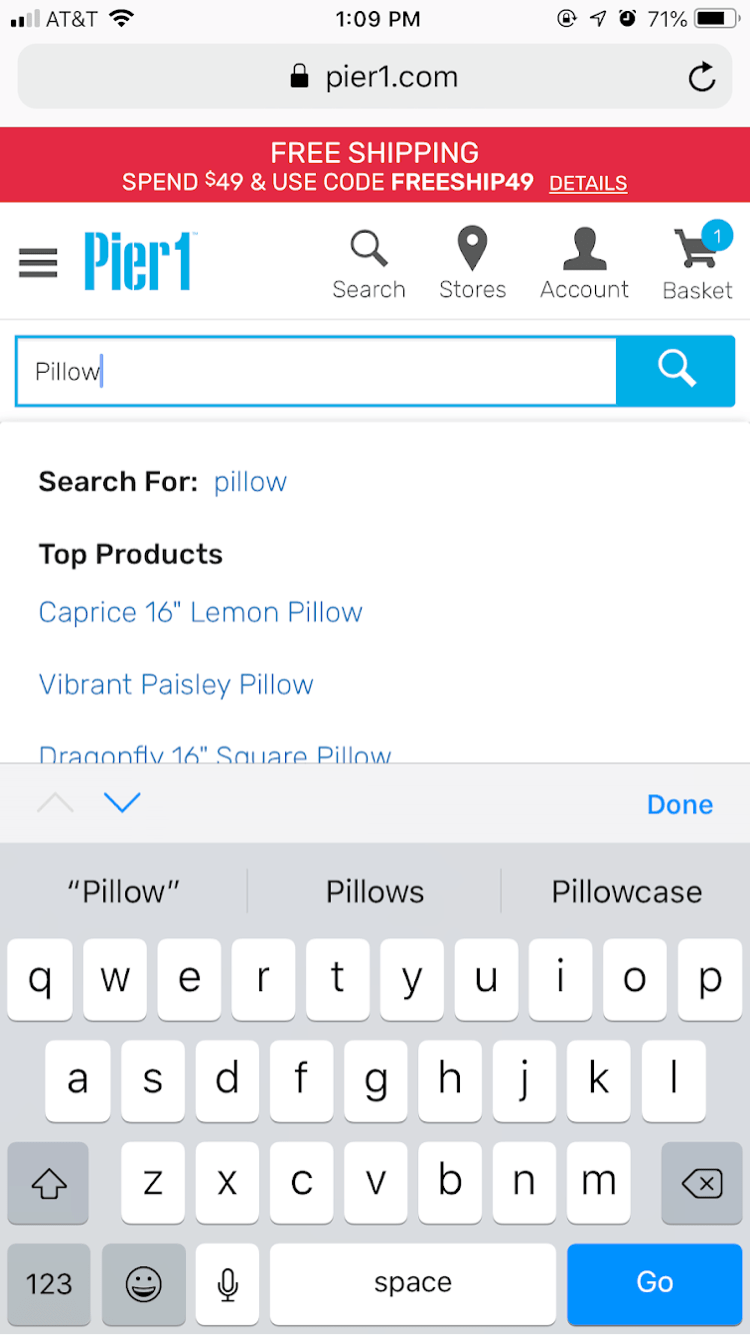 AT&T 1:09 PM 71%
pier1.com
FREE SHIPPING
SPEND $49 & USE CODE FREESHIP49 DETAILS
Pier1™
Search Stores Account 1 Basket
Pillow
Search For: pillow
Top Products
Caprice 16" Lemon Pillow
Vibrant Paisley Pillow
Dragonfly 16" Square Pillow
Done
“Pillow” Pillows Pillowcase
q w e r t y u i o p
a s d f g h j k l
z x c v b n m
123 space Go